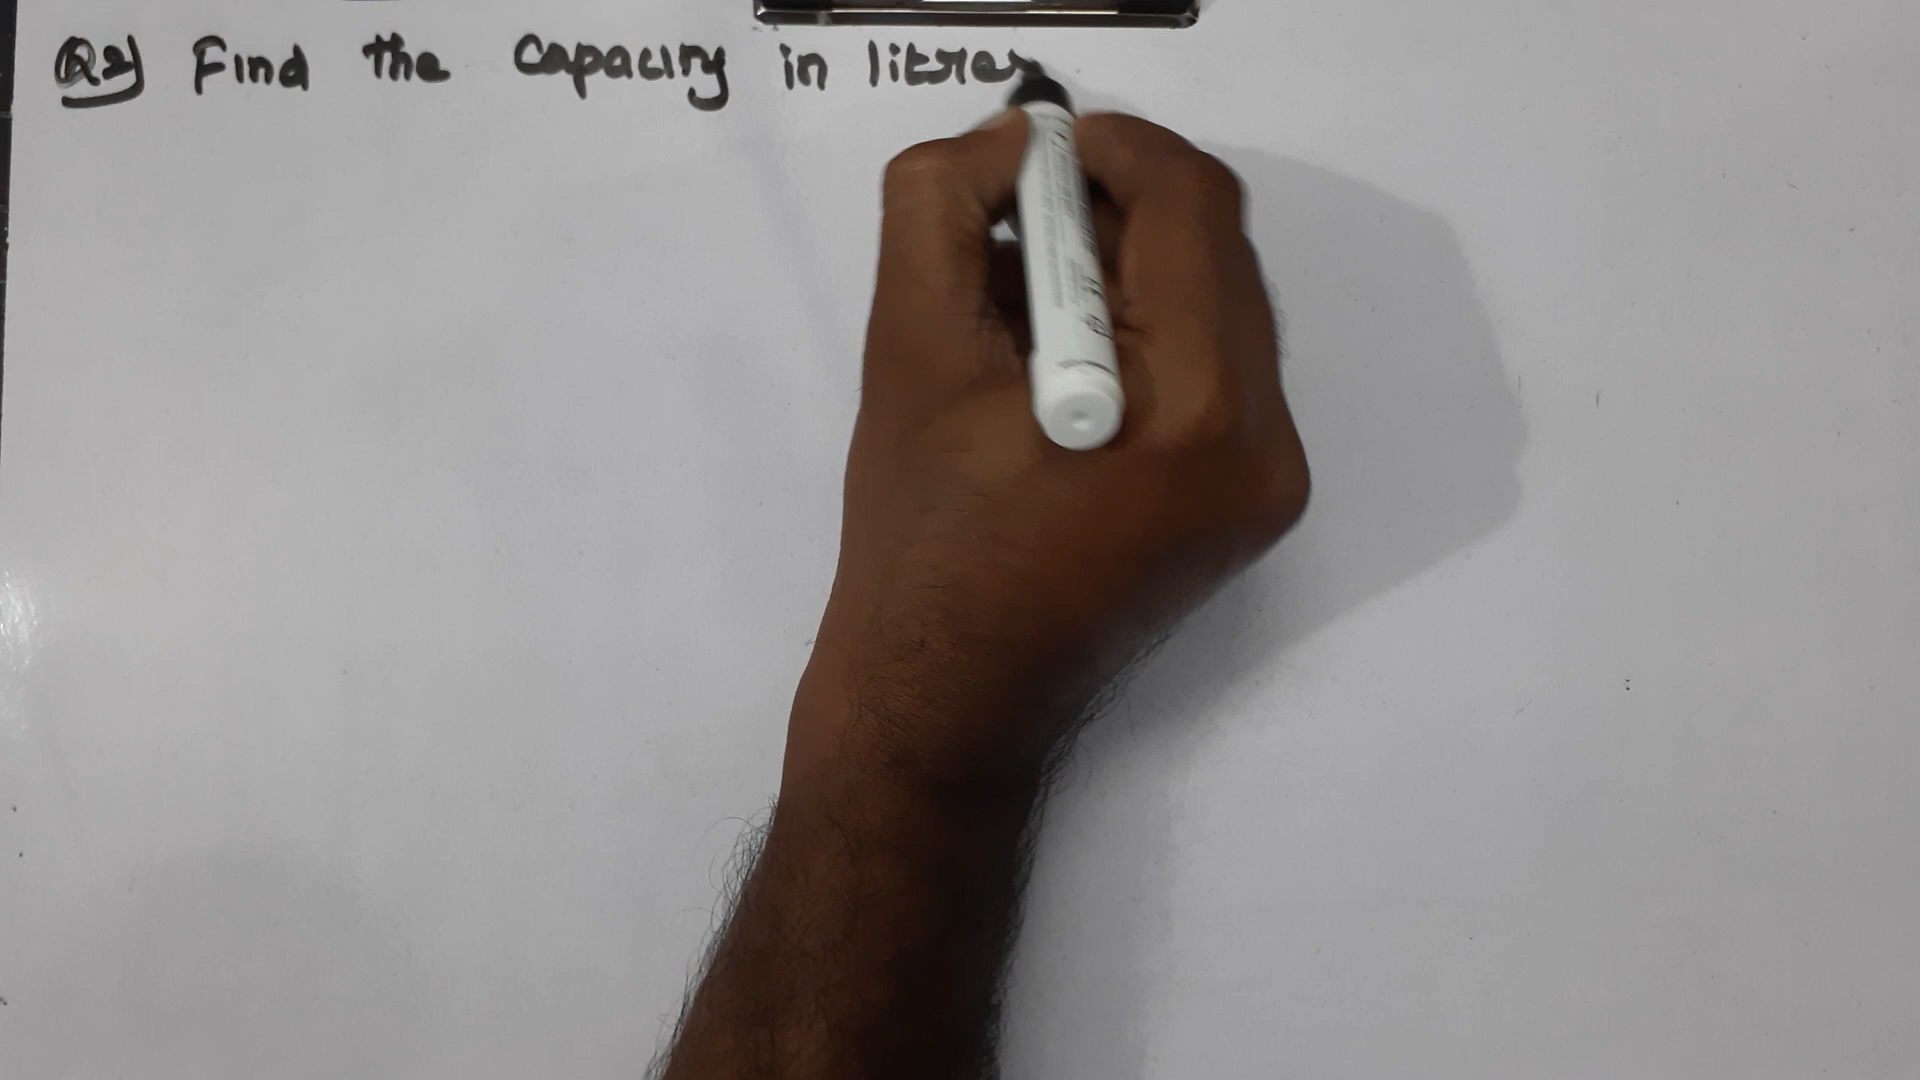 Q2) Find the capacity in litres